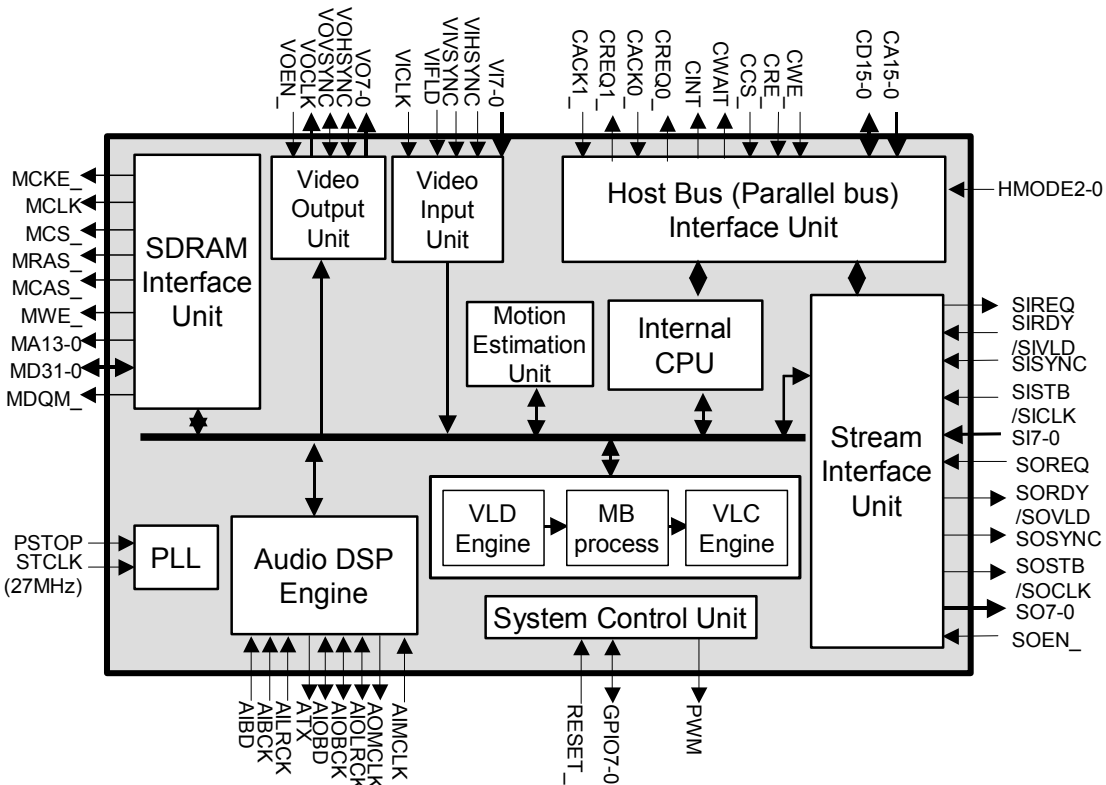 VOEN_
VOCLK
VOVSYNC
VOHSYNC
VO7-0
VICLK
VIFLD
VIVSYNC
VIHSYNC
VI7-0
CACK1_
CREQ1_
CACK0_
CREQ0_
CINT
CWAIT
CCS_
CRE_
CWE_
CD15-0
CA15-0
MCKE_
MCLK
MCS_
MRAS_
MCAS_
MWE_
MA13-0
MD31-0
MDQM_
SDRAM
Interface
Unit
Video
Output
Unit
Video
Input
Unit
Host Bus (Parallel bus)
Interface Unit
HMODE2-0
Motion
Estimation
Unit
Internal
CPU
Stream
Interface
Unit
SIREQ
SIRDY
/SIVLD
SISYNC
SISTB
/SICLK
SI7-0
SOREQ
SORDY
/SOVLD
SOSYNC
SOSTB
/SOCLK
SO7-0
SOEN_
PSTOP
STCLK
(27MHz)
PLL
Audio DSP
Engine
VLD
Engine
MB
process
VLC
Engine
System Control Unit
AIBD
AIBCK
AILRCK
ATX
AIOBD
AIOBCK
AIOLRCK
AOMCLK
AIMCLK
RESET_
GPIO7-0
PWM